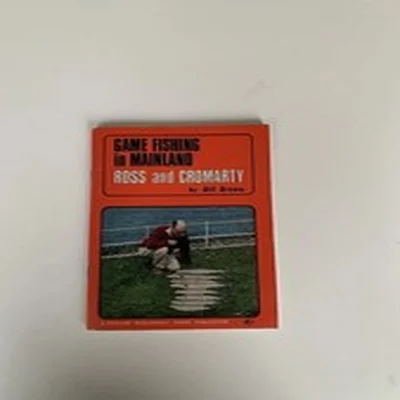 GAME FISHING
in MAINLAND
ROSS and CROMARTY
by Bill Brown